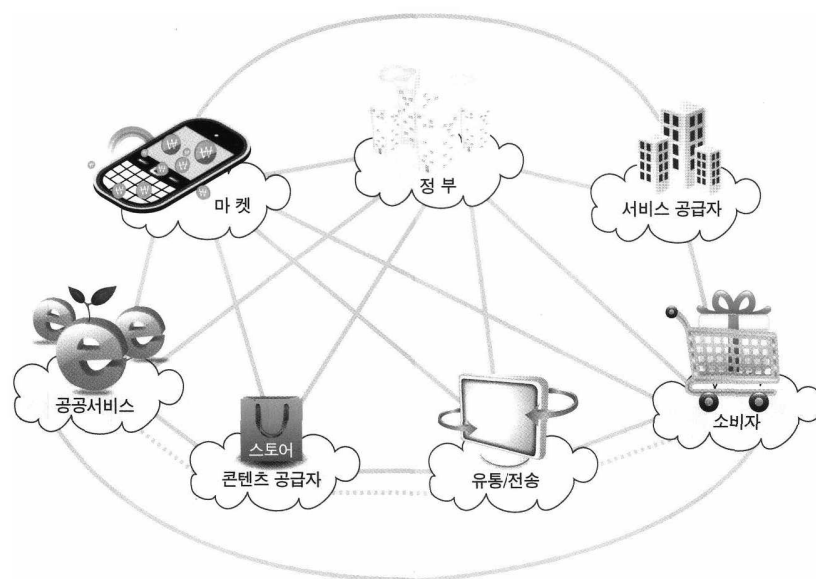 마 켓
정 부
서비스 공급자
공공서비스
스토어
콘텐츠 공급자
유통/전송
소비자